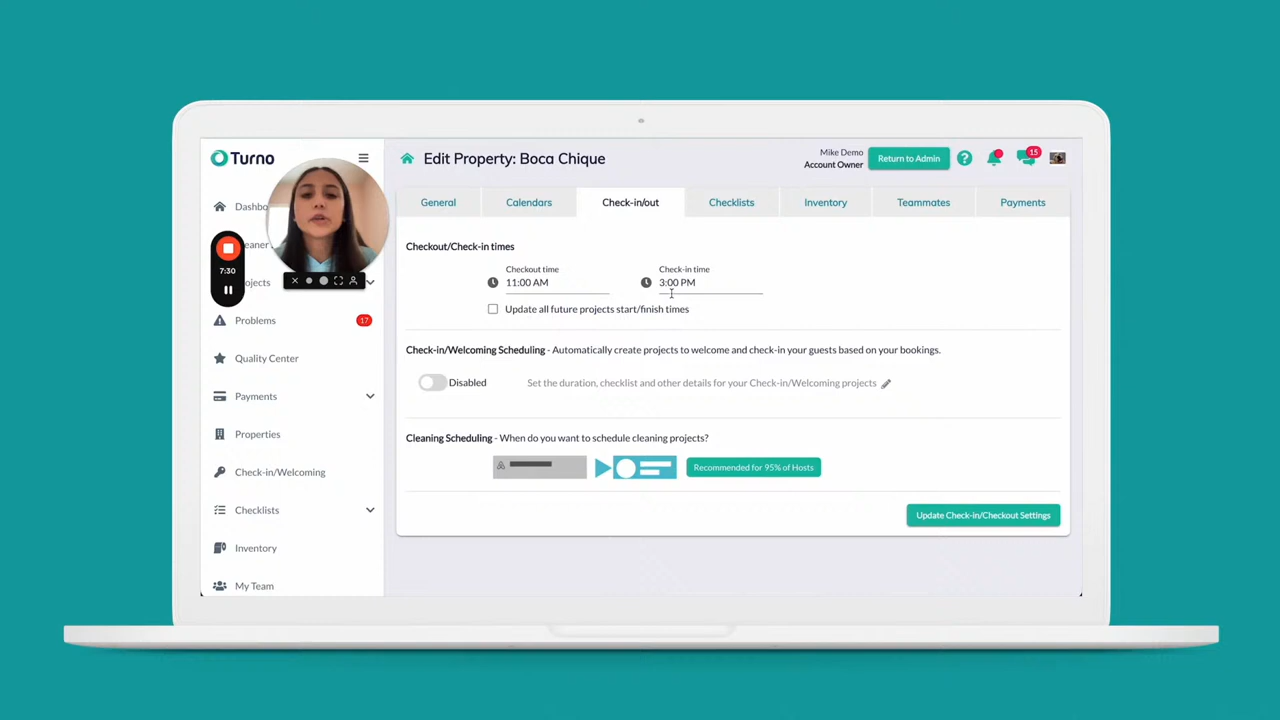 Turno
Dashbo
eaner
ojects
Problems
17
Quality Center
Payments
Properties
Check-in/Welcoming
Checklists
Inventory
My Team
7:30
Edit Property: Boca Chique
Mike Demo
Account Owner
Return to Admin
?
15
General
Calendars
Check-in/out
Checklists
Inventory
Teammates
Payments
Checkout/Check-in times
Checkout time
11:00 AM
Check-in time
3:00 PM
Update all future projects start/finish times
Check-in/Welcoming Scheduling - Automatically create projects to welcome and check-in your guests based on your bookings.
Disabled
Set the duration, checklist and other details for your Check-in/Welcoming projects
Cleaning Scheduling - When do you want to schedule cleaning projects?
Recommended for 95% of Hosts
Update Check-in/Checkout Settings